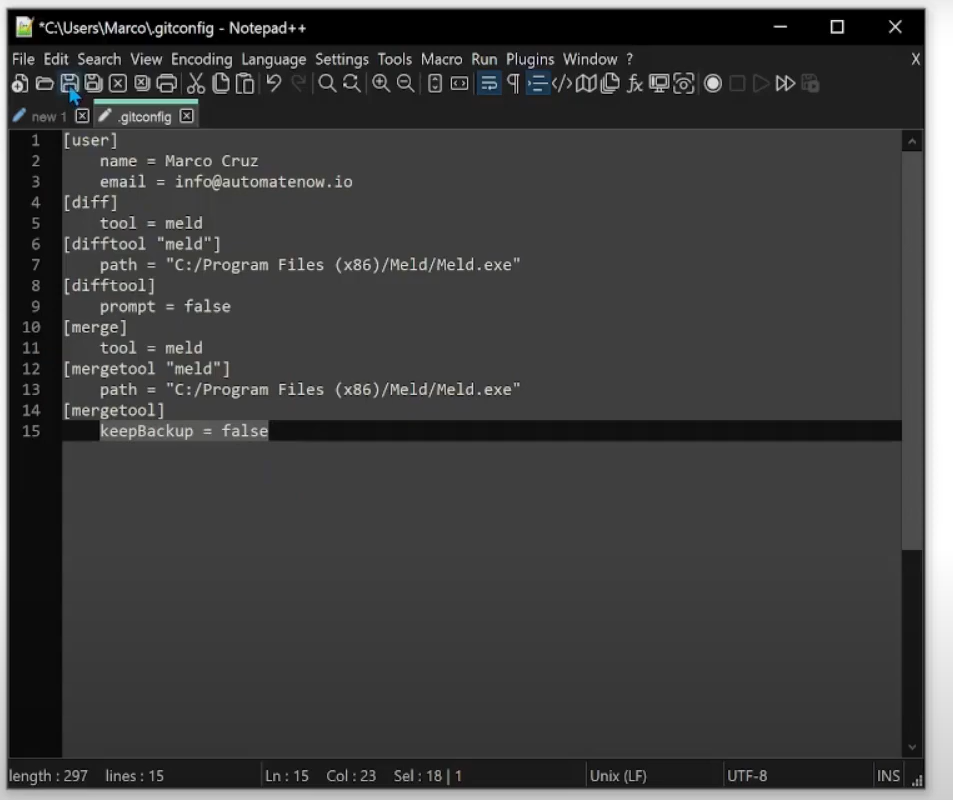 *C:\Users\Marco\.gitconfig - Notepad++
File Edit Search View Encoding Language Settings Tools Macro Run Plugins Window ? X
new 1 .gitconfig
1 [user]
2 name = Marco Cruz
3 email = info@automatenow.io
4 [diff]
5 tool = meld
6 [difftool "meld"]
7 path = "C:/Program Files (x86)/Meld/Meld.exe"
8 [difftool]
9 prompt = false
10 [merge]
11 tool = meld
12 [mergetool "meld"]
13 path = "C:/Program Files (x86)/Meld/Meld.exe"
14 [mergetool]
15 keepBackup = false
length : 297 lines : 15 Ln : 15 Col : 23 Sel : 18 | 1 Unix (LF) UTF-8 INS